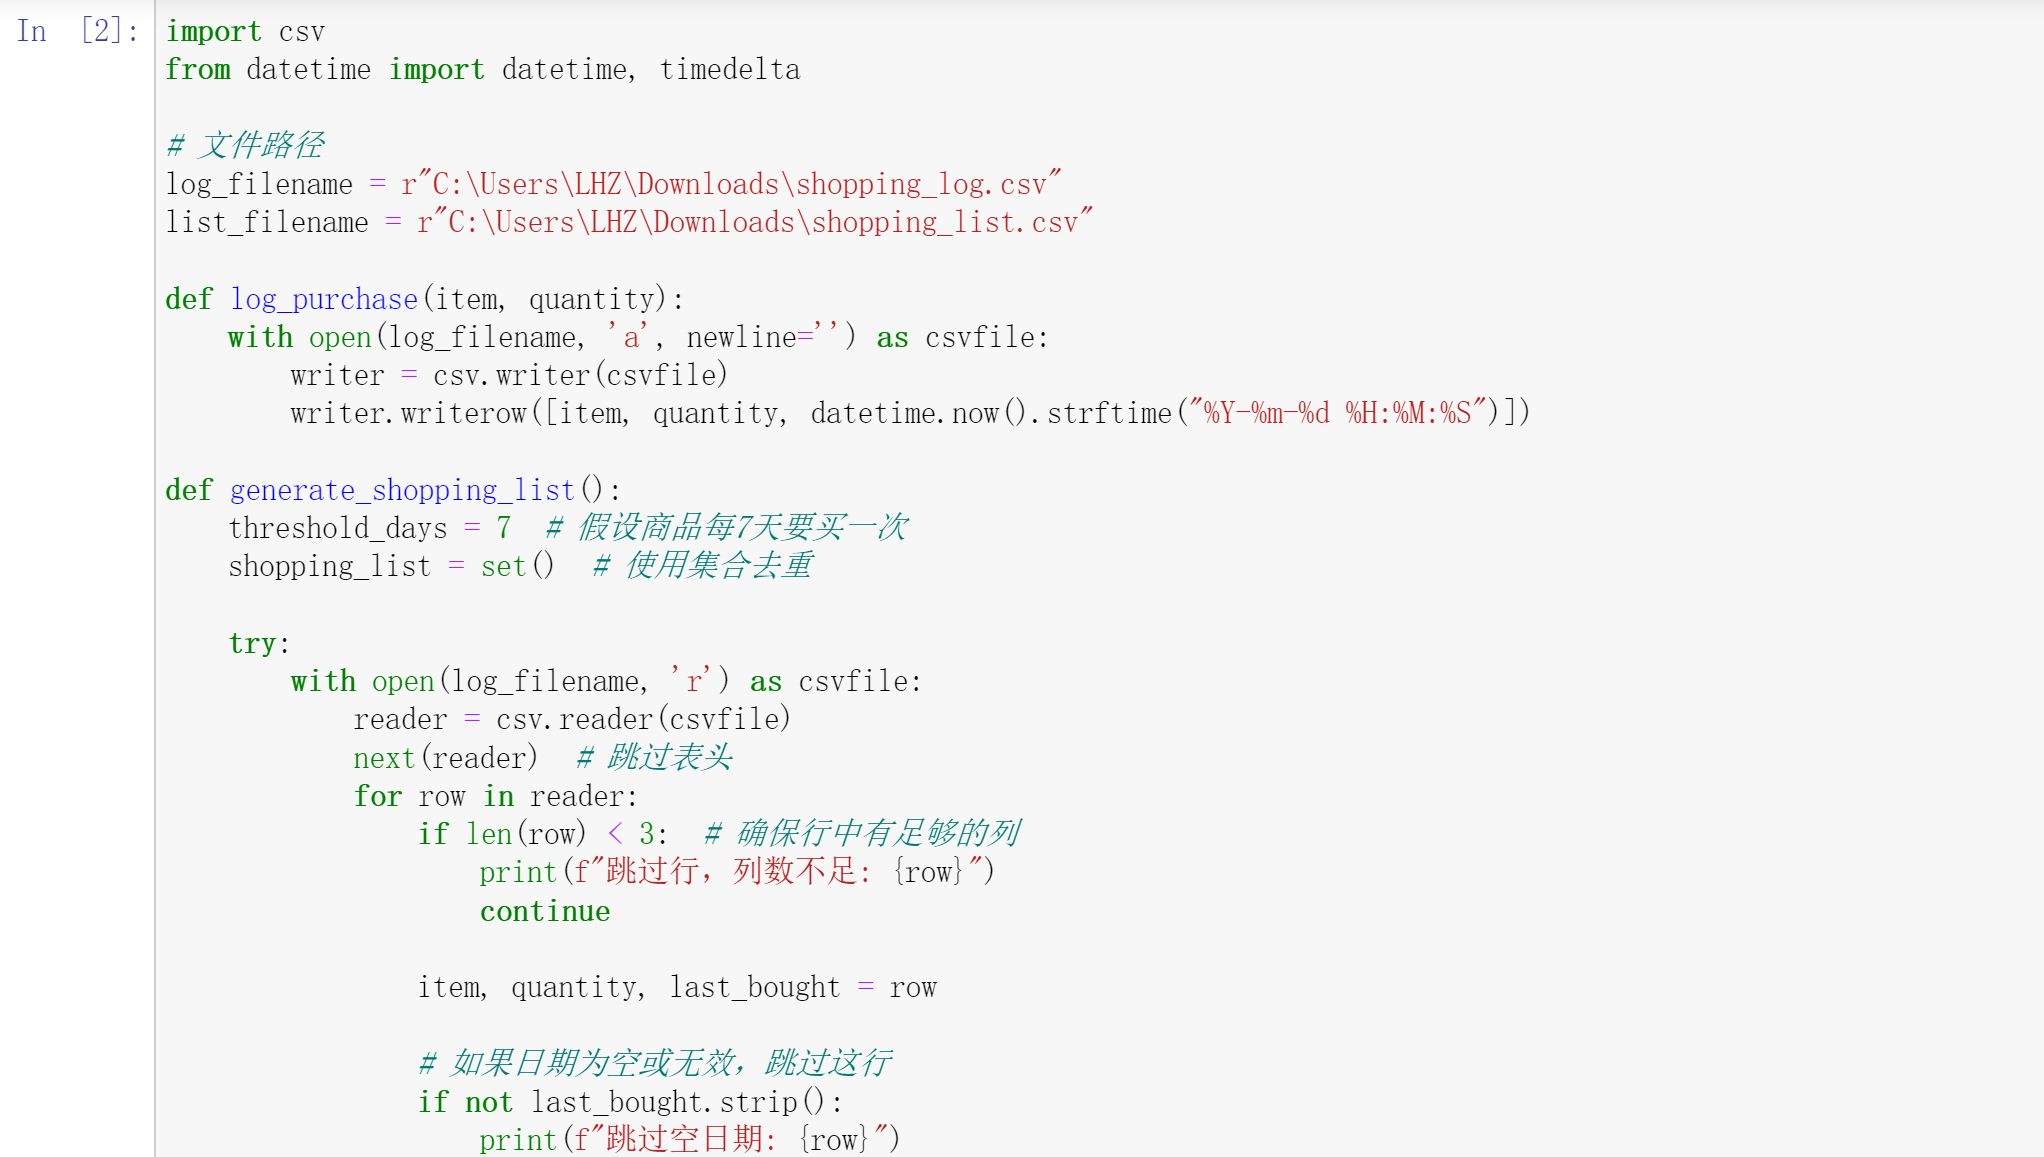 In [2]: import csv
from datetime import datetime, timedelta
# 文件路径
log_filename = r"C:\Users\LHZ\Downloads\shopping_log.csv"
list_filename = r"C:\Users\LHZ\Downloads\shopping_list.csv"
def log_purchase(item, quantity):
    with open(log_filename, 'a', newline='') as csvfile:
        writer = csv.writer(csvfile)
        writer.writerow([item, quantity, datetime.now().strftime("%Y-%m-%d %H:%M:%S")])
def generate_shopping_list():
    threshold_days = 7  # 假设商品每7天要买一次
    shopping_list = set()  # 使用集合去重
    try:
        with open(log_filename, 'r') as csvfile:
            reader = csv.reader(csvfile)
            next(reader)  # 跳过表头
            for row in reader:
                if len(row) < 3:  # 确保行中有足够的列
                    print(f"跳过行，列数不足: {row}")
                    continue
                item, quantity, last_bought = row
                # 如果日期为空或无效，跳过这行
                if not last_bought.strip():
                    print(f"跳过空日期: {row}")